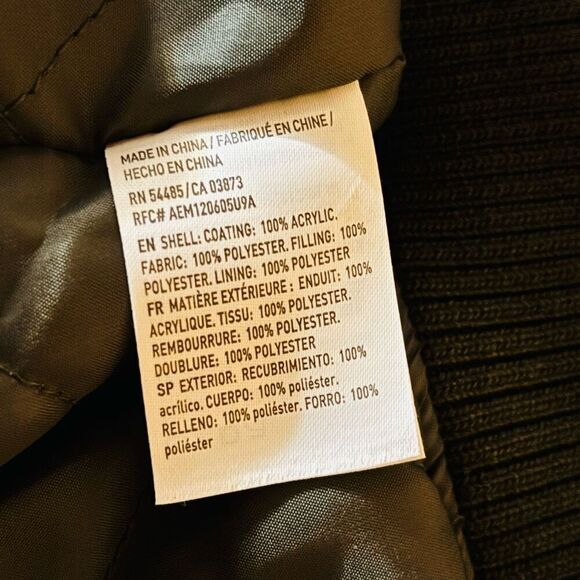 MADE IN CHINA / FABRIQUÉ EN CHINE /
HECHO EN CHINA
RN 54485 / CA 03873
RFC# AEM120605U9A
EN SHELL: COATING: 100% ACRYLIC.
FABRIC: 100% POLYESTER. FILLING: 100%
POLYESTER. LINING: 100% POLYESTER
FR MATIÈRE EXTÉRIEURE : ENDUIT: 100%
ACRYLIQUE. TISSU: 100% POLYESTER.
REMBOURRURE: 100% POLYESTER.
DOUBLURE: 100% POLYESTER
SP EXTERIOR: RECUBRIMIENTO: 100%
acrílico. CUERPO: 100% poliéster.
RELLENO: 100% poliéster. FORRO: 100%
poliéster